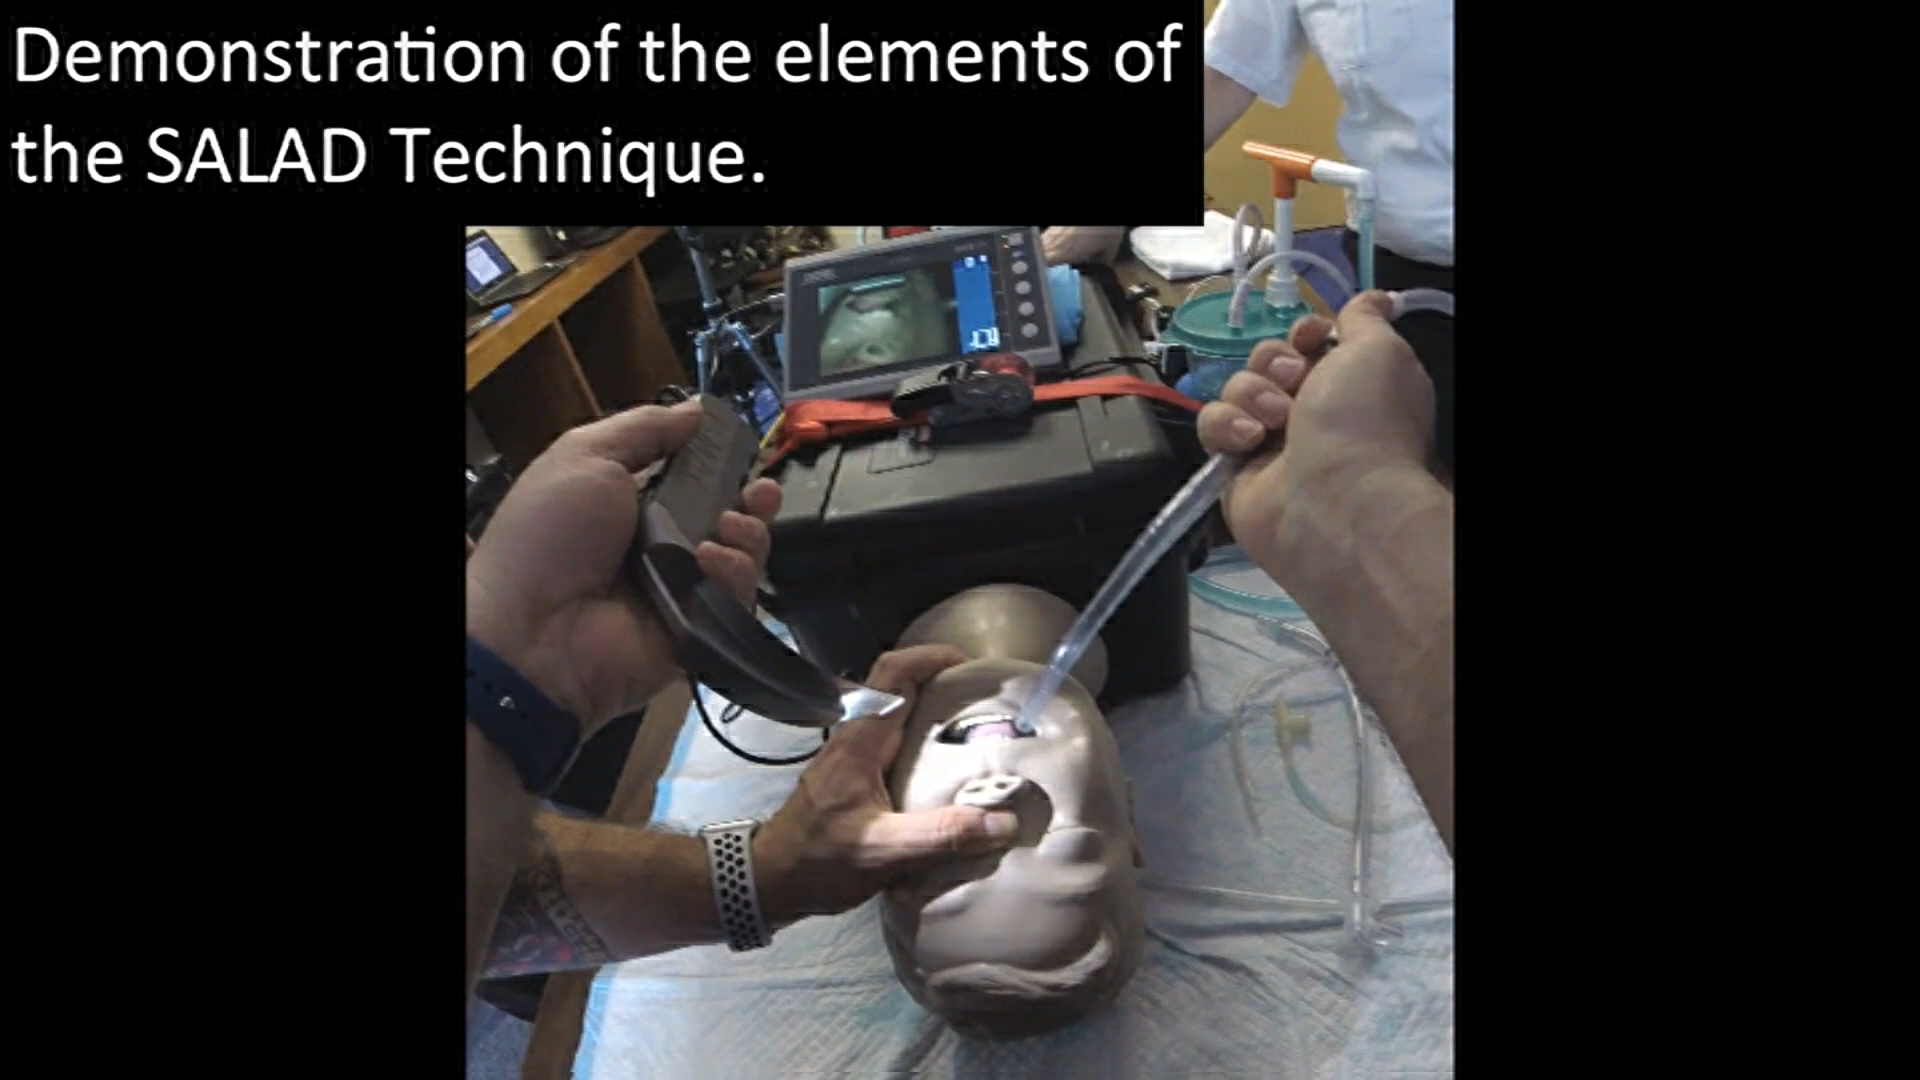 Demonstration of the elements of
the SALAD Technique.